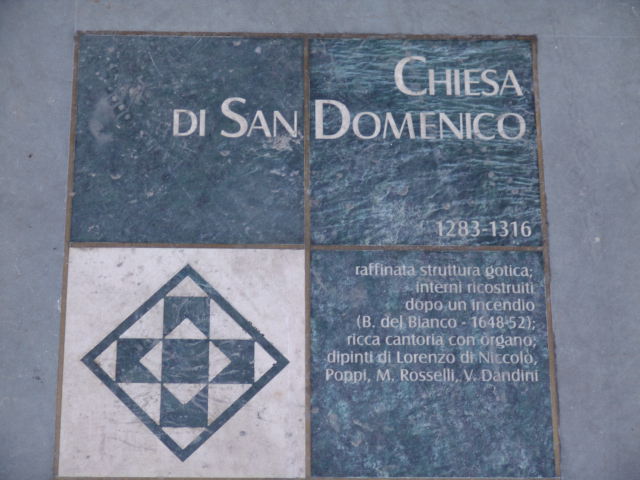 CHIESA
DI SAN DOMENICO
1283-1316
raffinata struttura gotica;
interni ricostruiti
dopo un incendio
(B. del Bianco - 1648-52);
ricca cantoria con organo;
dipinti di Lorenzo di Niccolò,
Poppi, M. Rosselli, V. Dandini